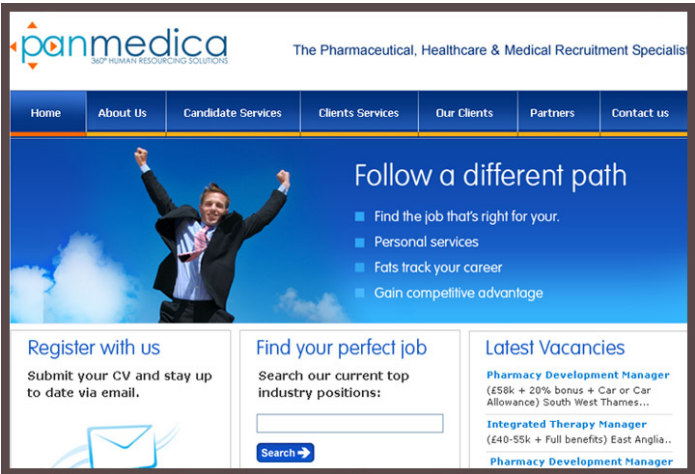 panmedica
360° HUMAN RESOURCING SOLUTIONS
The Pharmaceutical, Healthcare & Medical Recruitment Specialist
Home About Us Candidate Services Clients Services Our Clients Partners Contact us
Follow a different path
Find the job that's right for your.
Personal services
Fats track your career
Gain competitive advantage
Register with us
Submit your CV and stay up
to date via email.
Find your perfect job
Search our current top
industry positions:
Search
Latest Vacancies
Pharmacy Development Manager
(£58k + 20% bonus + Car or Car
Allowance) South West Thames...
Integrated Therapy Manager
(£40-55k + Full benefits) East Anglia..
Pharmacy Development Manager